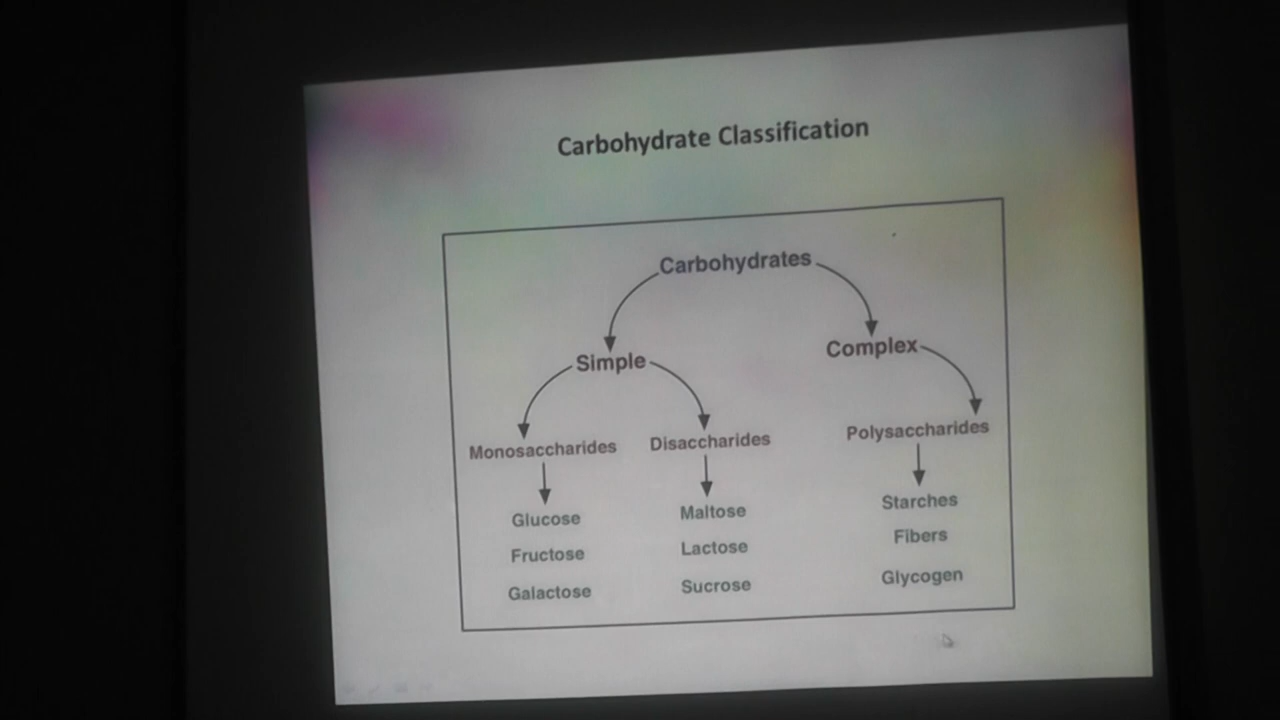 Carbohydrate Classification
Carbohydrates
Simple
Complex
Monosaccharides
Disaccharides
Polysaccharides
Glucose
Maltose
Starches
Fructose
Lactose
Fibers
Galactose
Sucrose
Glycogen